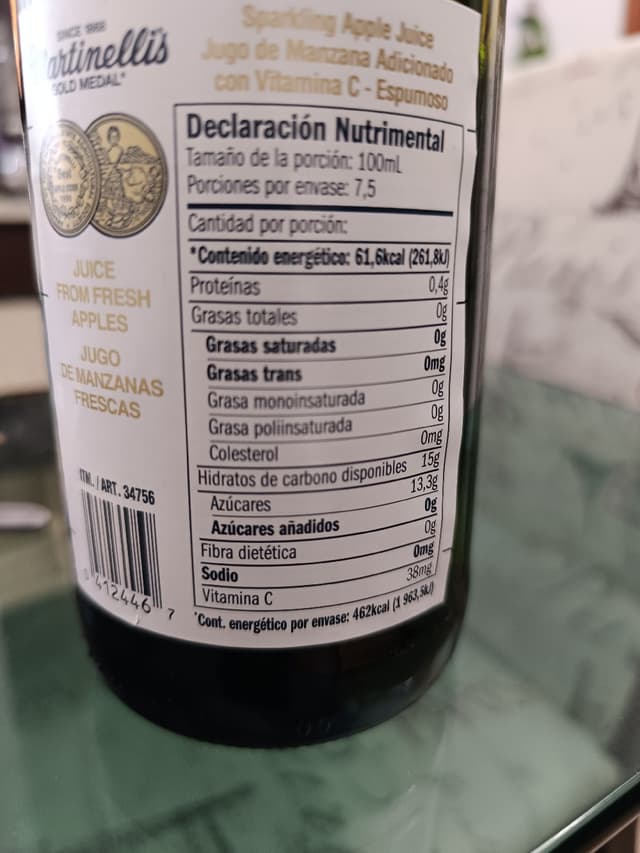 SINCE 1868
Martinelli's
GOLD MEDAL
Sparkling Apple Juice
Jugo de Manzana Adicionado
con Vitamina C - Espumoso
JUICE
FROM FRESH
APPLES
JUGO
DE MANZANAS
FRESCAS
ITM. / ART. 34756
412446 7
Declaración Nutrimental
Tamaño de la porción: 100mL
Porciones por envase: 7,5
Cantidad por porción:
*Contenido energético: 61,6kcal (261,8kJ)
Proteínas 0,4g
Grasas totales 0g
Grasas saturadas 0g
Grasas trans 0mg
Grasa monoinsaturada 0g
Grasa poliinsaturada 0g
Colesterol 0mg
Hidratos de carbono disponibles 15g
Azúcares 13,3g
Azúcares añadidos 0g
Fibra dietética 0g
Sodio 0mg
Vitamina C 38mg
*Cont. energético por envase: 462kcal (1 963,5kJ)